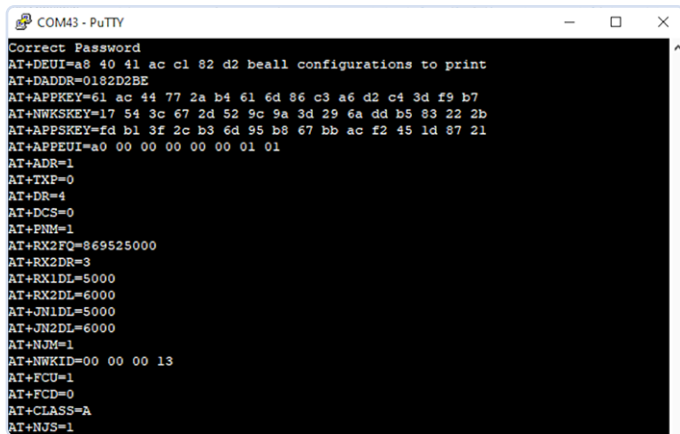 COM43 - PuTTY
Correct Password
AT+DEUI=a8 40 41 ac c1 82 d2 beall configurations to print
AT+DADDR=0182D2BE
AT+APPKEY=61 ac 44 77 2a b4 61 6d 86 c3 a6 d2 c4 3d f9 b7
AT+NWKSKEY=17 54 3c 67 2d 52 9c 9a 3d 29 6a dd b5 83 22 2b
AT+APPSKEY=fd b1 3f 2c b3 6d 95 b8 67 bb ac f2 45 1d 87 21
AT+APPEUI=a0 00 00 00 00 00 01 01
AT+ADR=1
AT+TXP=0
AT+DR=4
AT+DCS=0
AT+PNM=1
AT+RX2FQ=869525000
AT+RX2DR=3
AT+RX1DL=5000
AT+RX2DL=6000
AT+JN1DL=5000
AT+JN2DL=6000
AT+NJM=1
AT+NWKID=00 00 00 13
AT+FCU=1
AT+FCD=0
AT+CLASS=A
AT+NJS=1